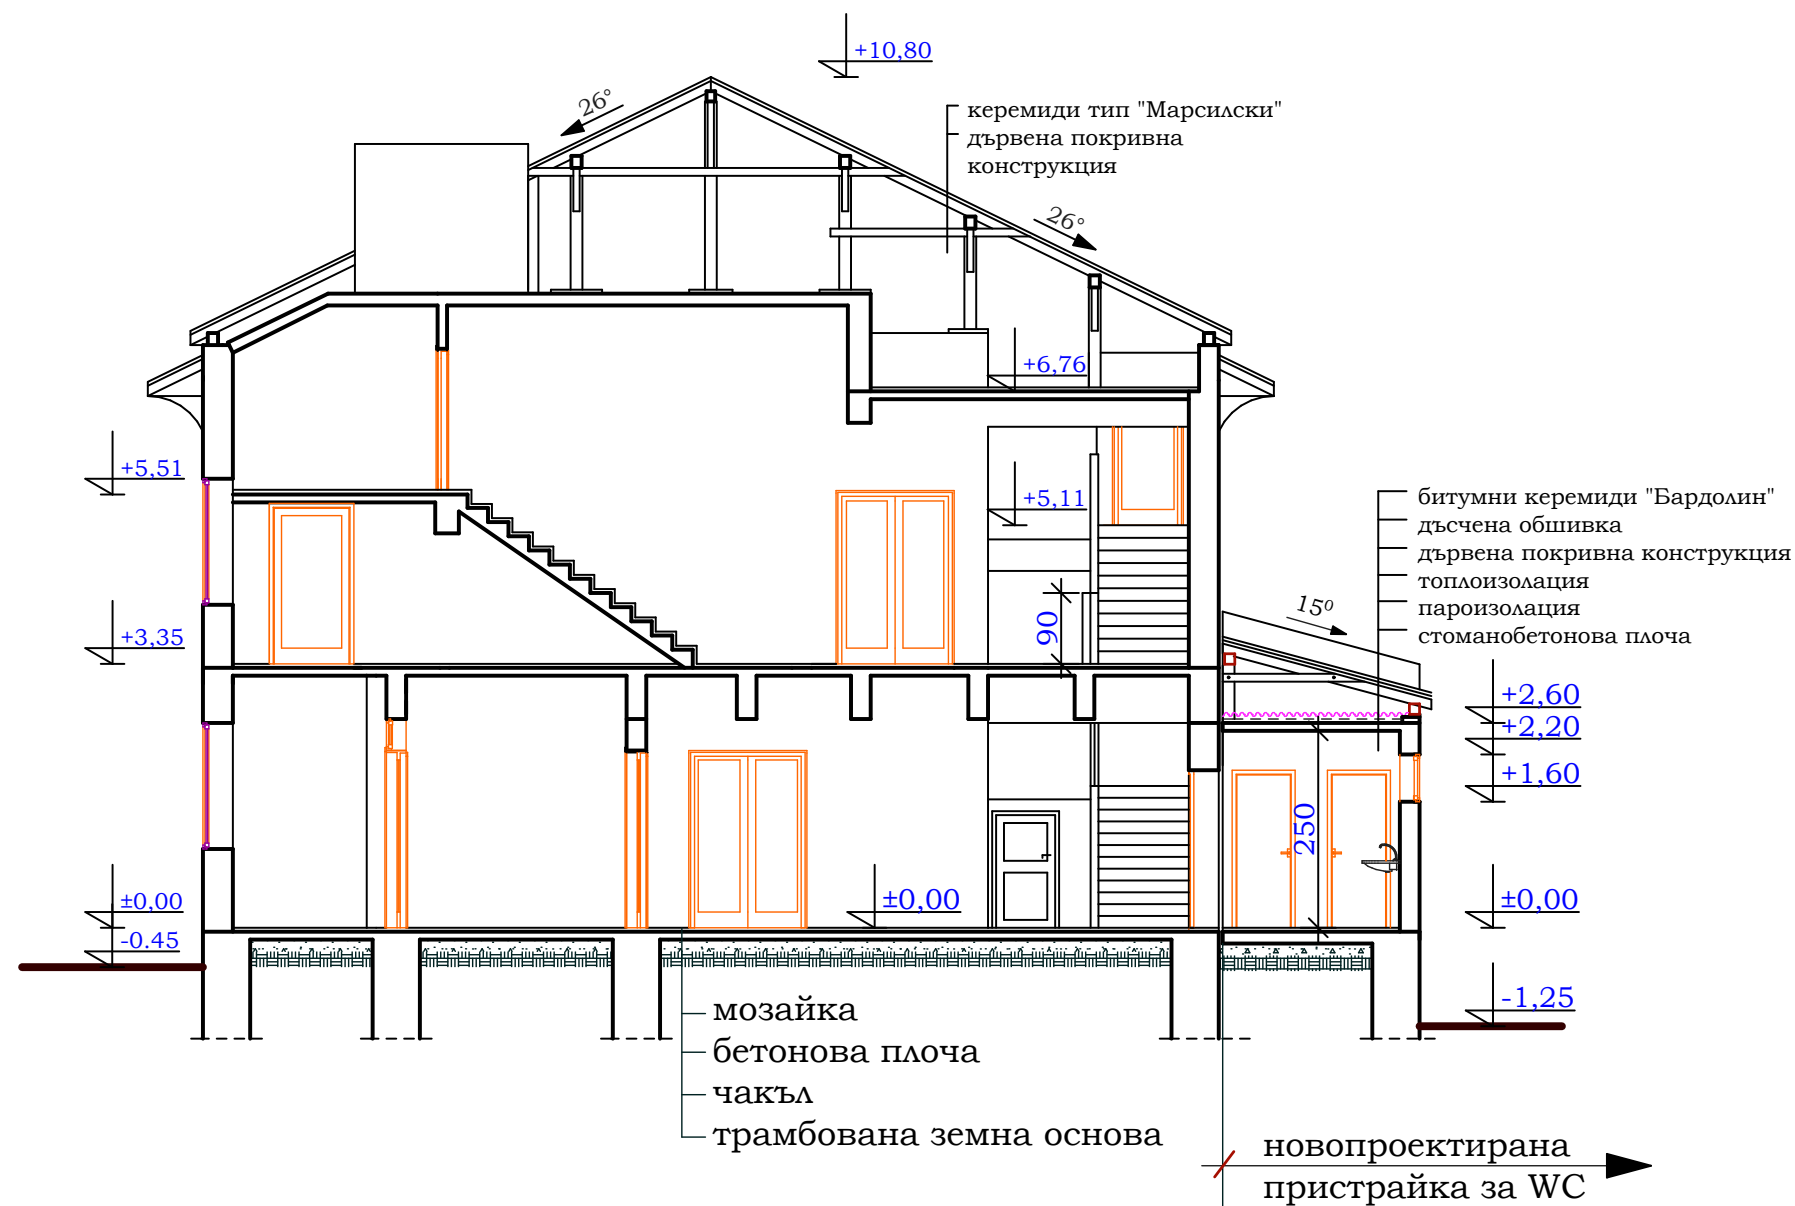 +10,80
26°
керемиди тип "Марсилски"
дървена покривна
конструкция
26°
+6,76
+5,51
+5,11
битумни керемиди "Бардолин"
дъсчена обшивка
дървена покривна конструкция
топлоизолация
пароизолация
стоманобетонова плоча
15⁰
90
+3,35
+2,60
+2,20
+1,60
250
±0,00
±0,00
±0,00
-0.45
-1,25
мозайка
бетонова плоча
чакъл
трамбована земна основа
новопроектирана
пристрайка за WC